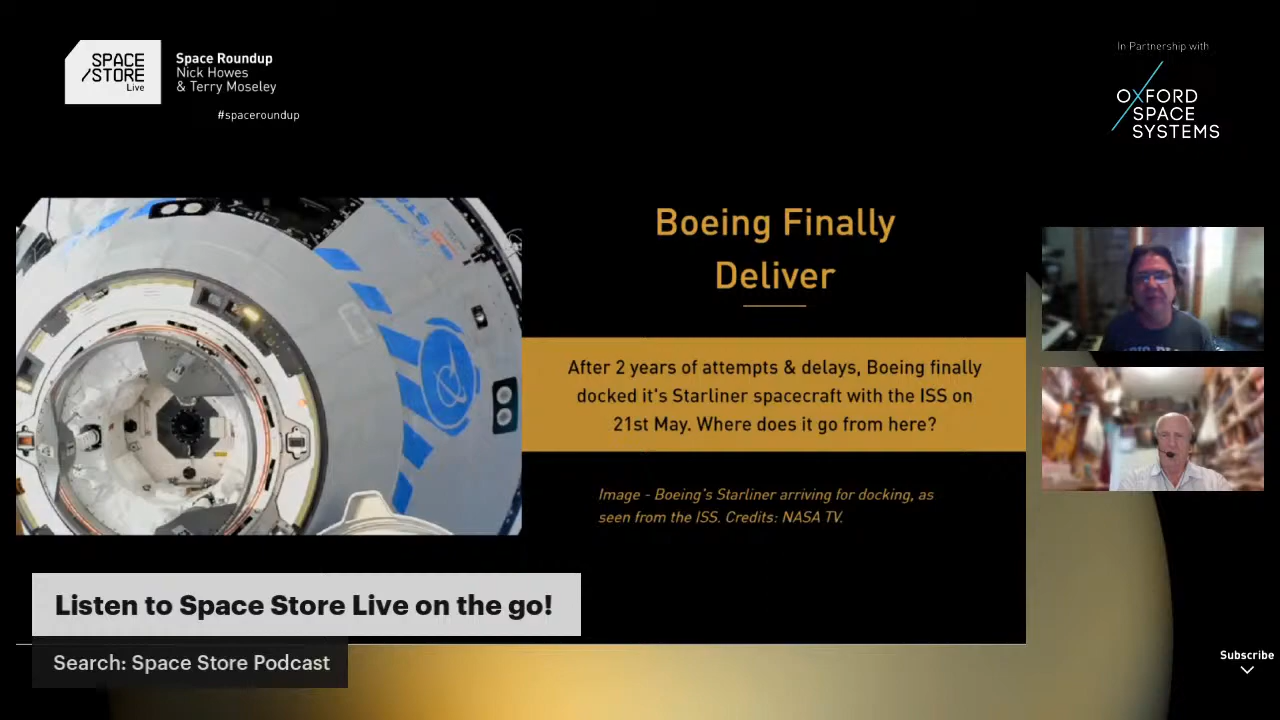 SPACE
/STORE
Live
Space Roundup
Nick Howes
& Terry Moseley
#spaceroundup
In Partnership with
OXFORD
SPACE
SYSTEMS
Boeing Finally
Deliver
After 2 years of attempts & delays, Boeing finally
docked it's Starliner spacecraft with the ISS on
21st May. Where does it go from here?
Image - Boeing's Starliner arriving for docking, as
seen from the ISS. Credits: NASA TV.
Listen to Space Store Live on the go!
Search: Space Store Podcast
Subscribe